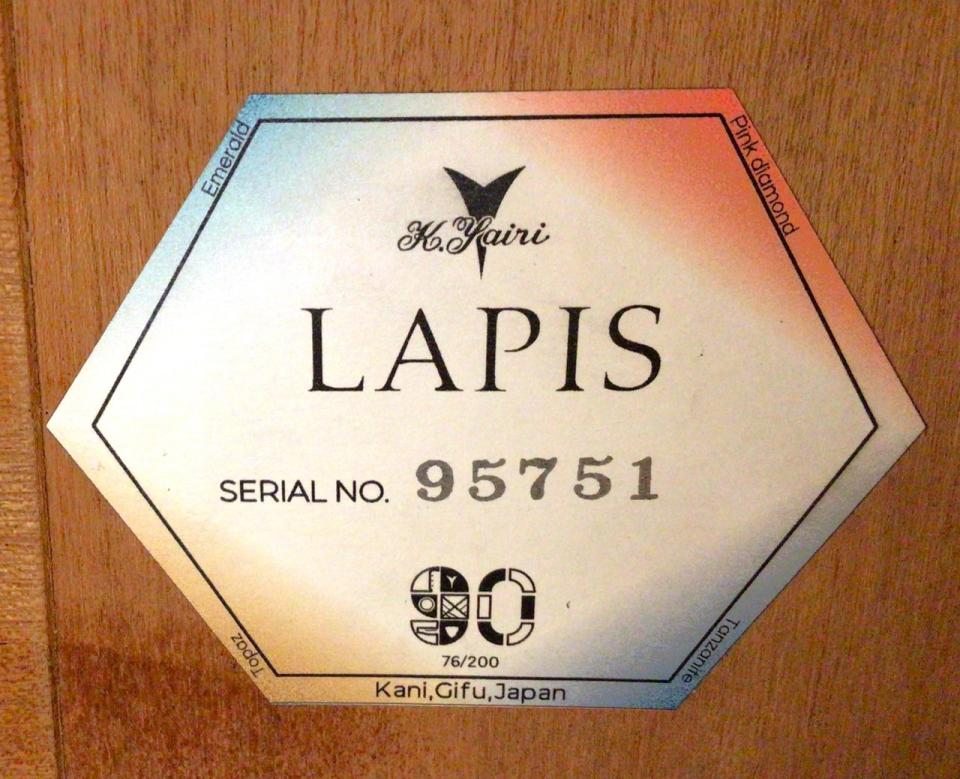 Emerald
Pink diamond
K.Yairi
LAPIS
SERIAL NO. 95751
90
76/200
Topaz
Tanzanite
Kani,Gifu,Japan